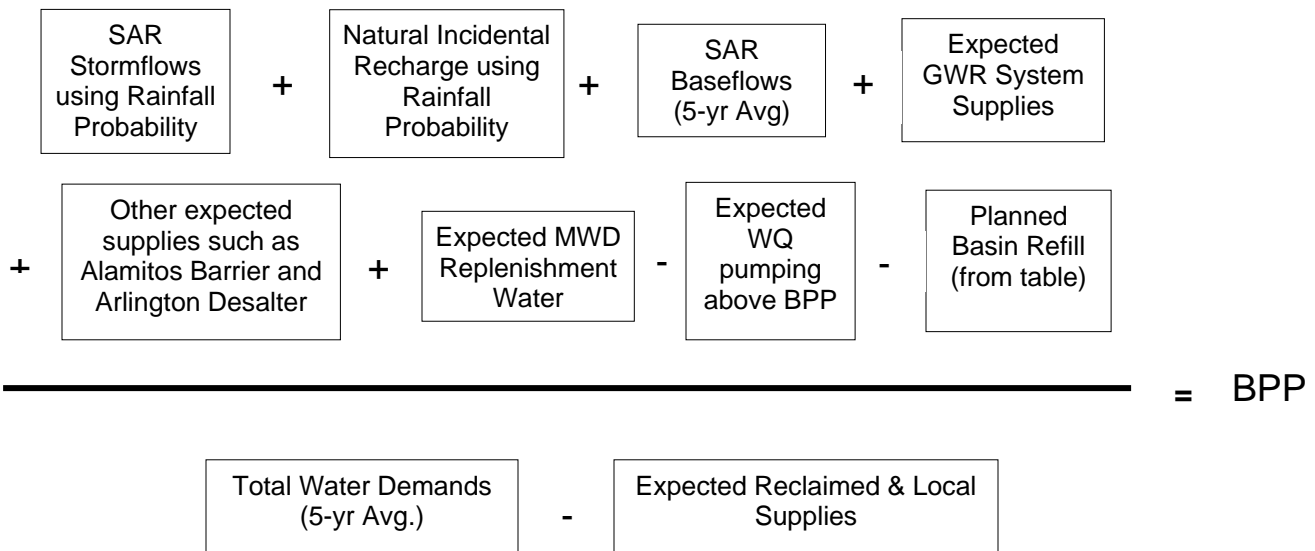 SAR
Stormflows
using Rainfall
Probability
+
Natural Incidental
Recharge using
Rainfall
Probability
+
SAR
Baseflows
(5-yr Avg)
+
Expected
GWR System
Supplies
+
Other expected
supplies such as
Alamitos Barrier and
Arlington Desalter
+
Expected MWD
Replenishment
Water
-
Expected
WQ
pumping
above BPP
-
Planned
Basin Refill
(from table)
= BPP
Total Water Demands
(5-yr Avg.)
-
Expected Reclaimed & Local
Supplies